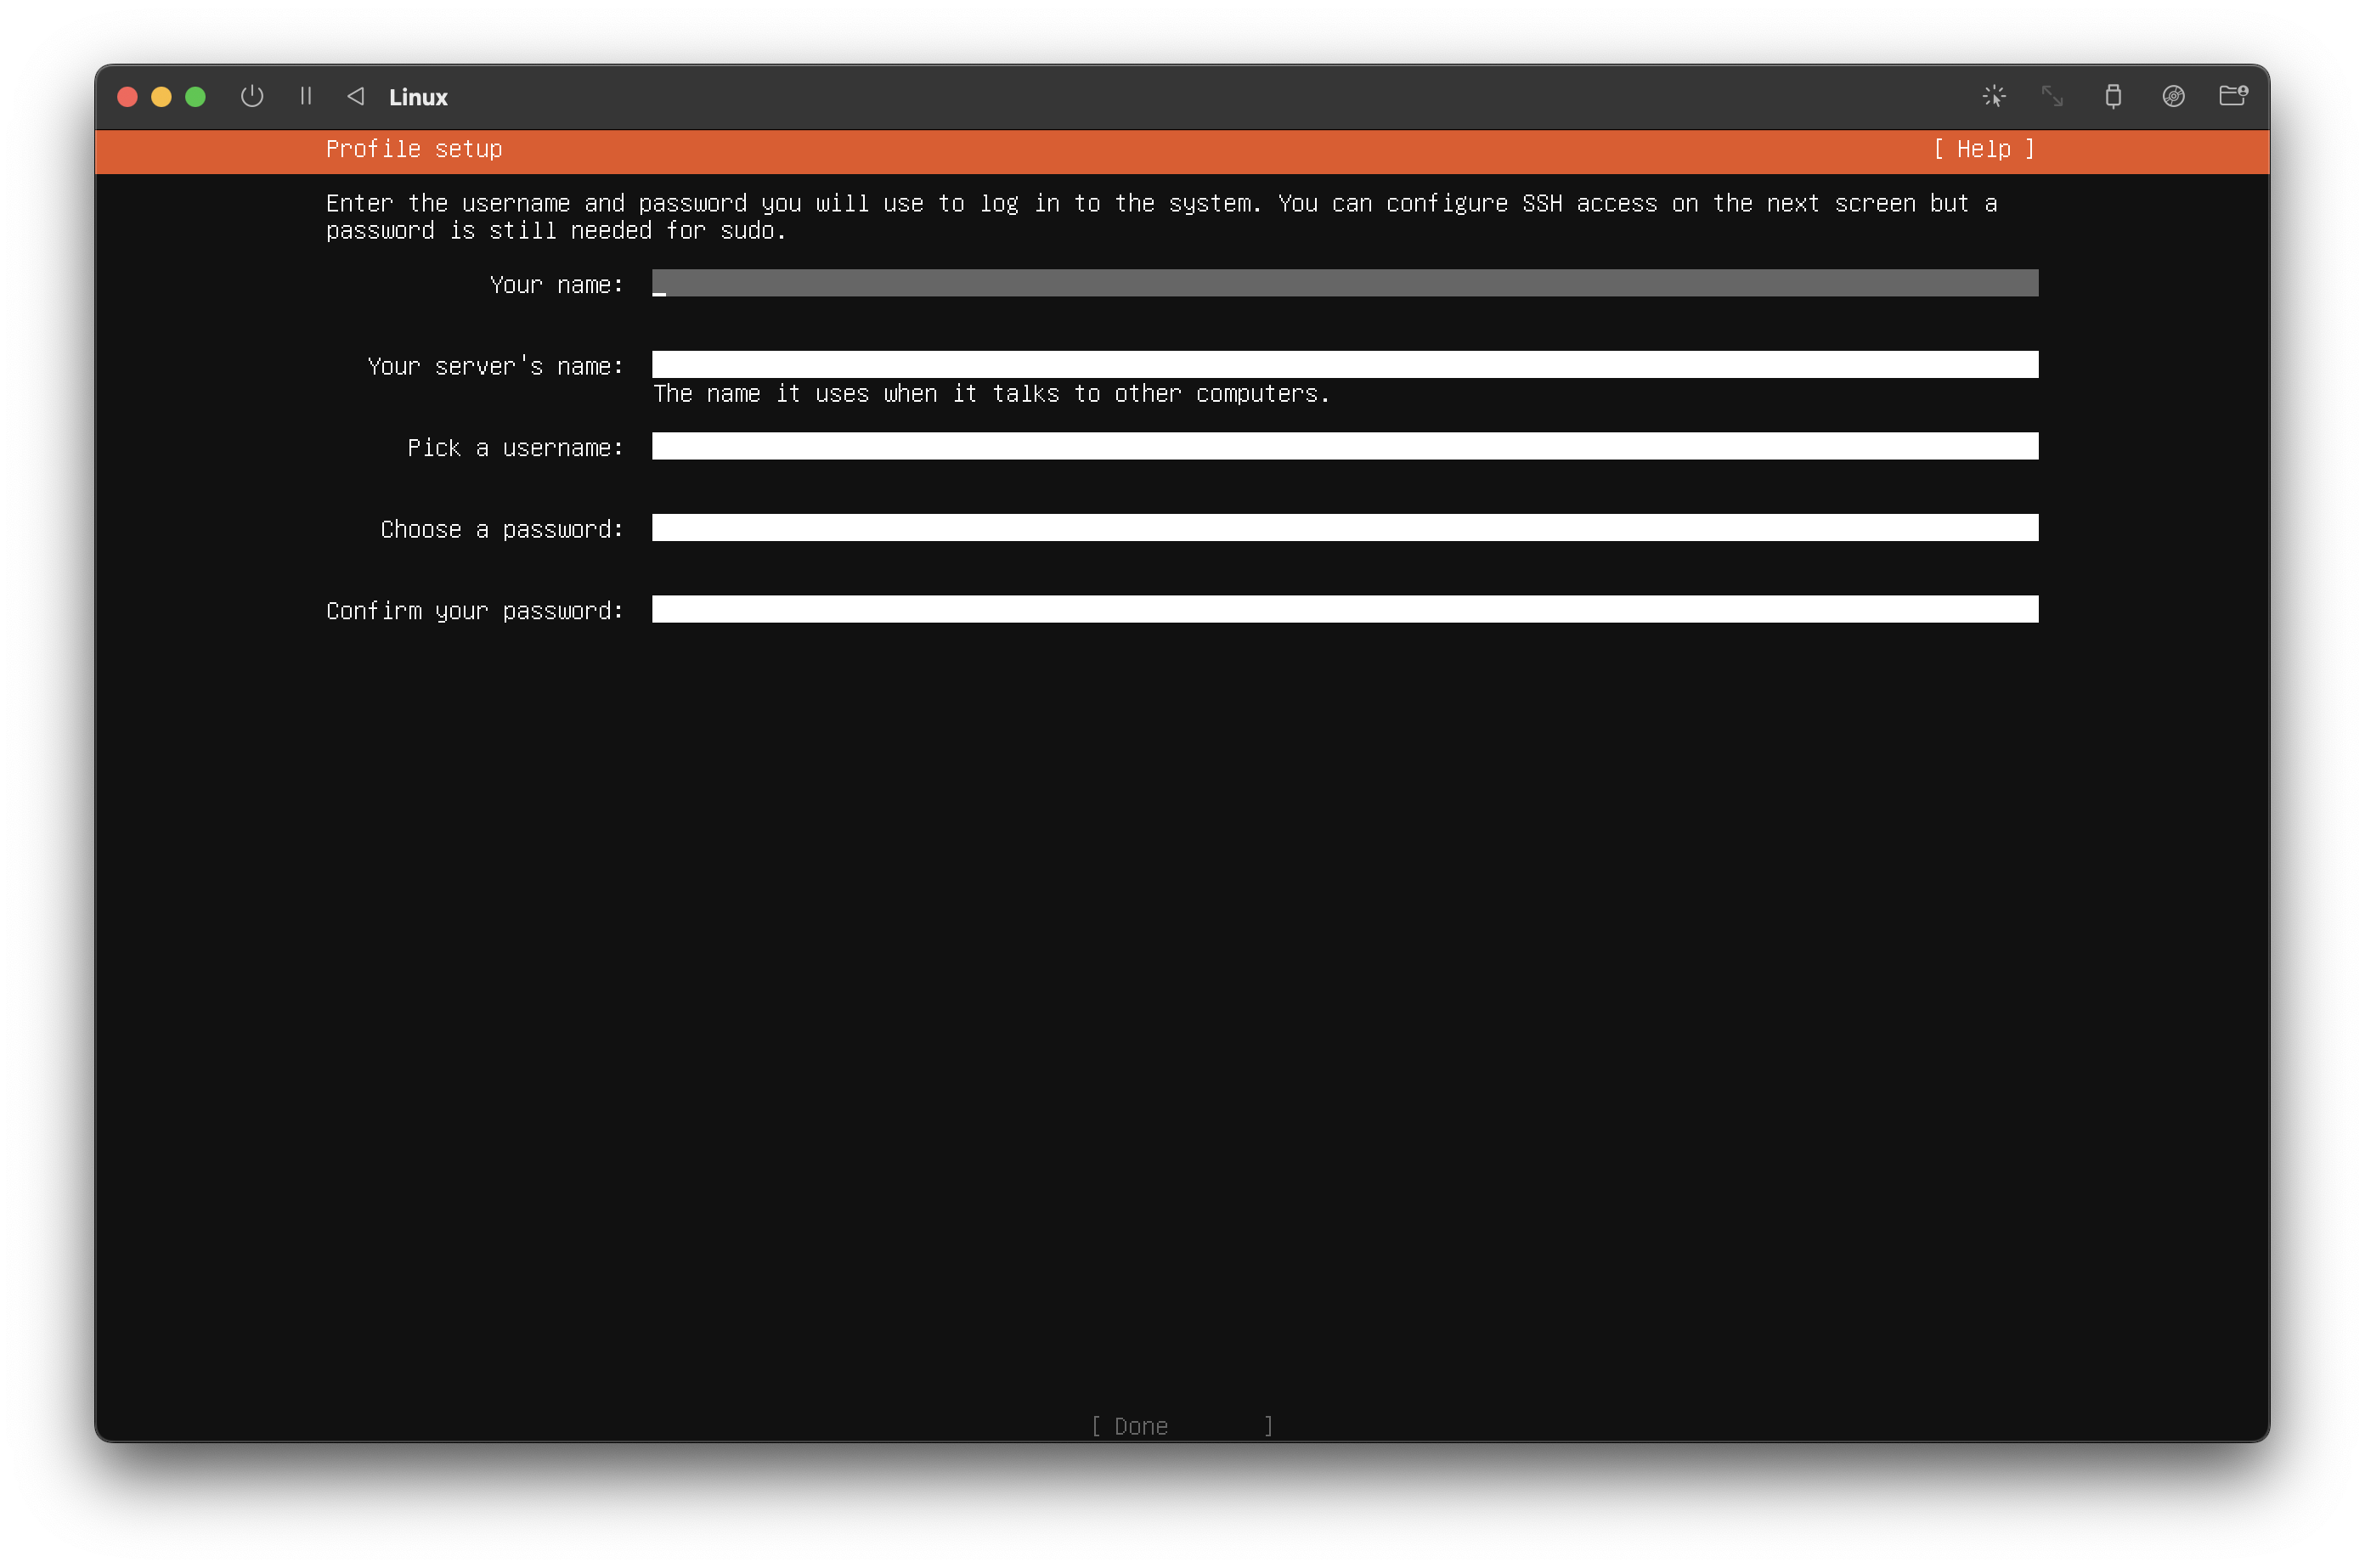 Linux
Profile setup [ Help ]
Enter the username and password you will use to log in to the system. You can configure SSH access on the next screen but a
password is still needed for sudo.
Your name:
Your server's name:
The name it uses when it talks to other computers.
Pick a username:
Choose a password:
Confirm your password:
[ Done ]